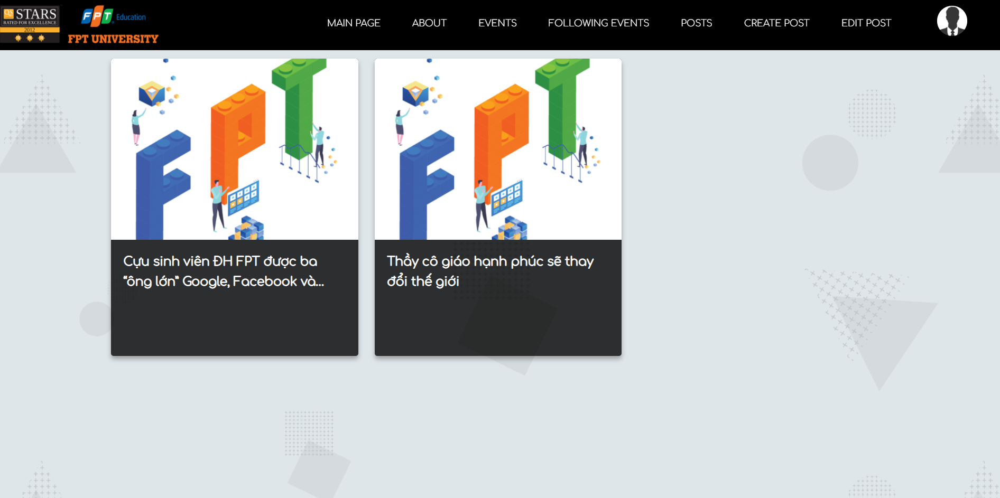 QS STARS
RATED FOR EXCELLENCE
2012
FPT Education
FPT UNIVERSITY
MAIN PAGE
ABOUT
EVENTS
FOLLOWING EVENTS
POSTS
CREATE POST
EDIT POST
FPT
FPT
Cựu sinh viên ĐH FPT được ba
“ông lớn” Google, Facebook và...
Thầy cô giáo hạnh phúc sẽ thay
đổi thế giới